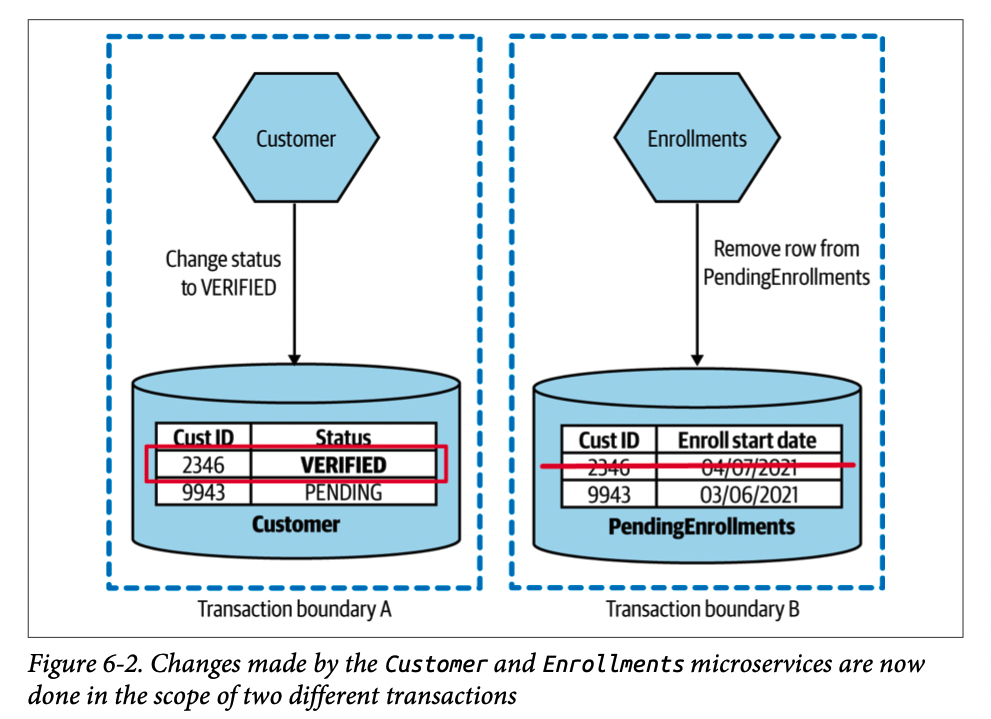 Customer
Change status
to VERIFIED
Cust ID Status
2346 VERIFIED
9943 PENDING
Customer
Transaction boundary A
Enrollments
Remove row from
PendingEnrollments
Cust ID Enroll start date
2346 04/07/2021
9943 03/06/2021
PendingEnrollments
Transaction boundary B
Figure 6-2. Changes made by the Customer and Enrollments microservices are now
done in the scope of two different transactions